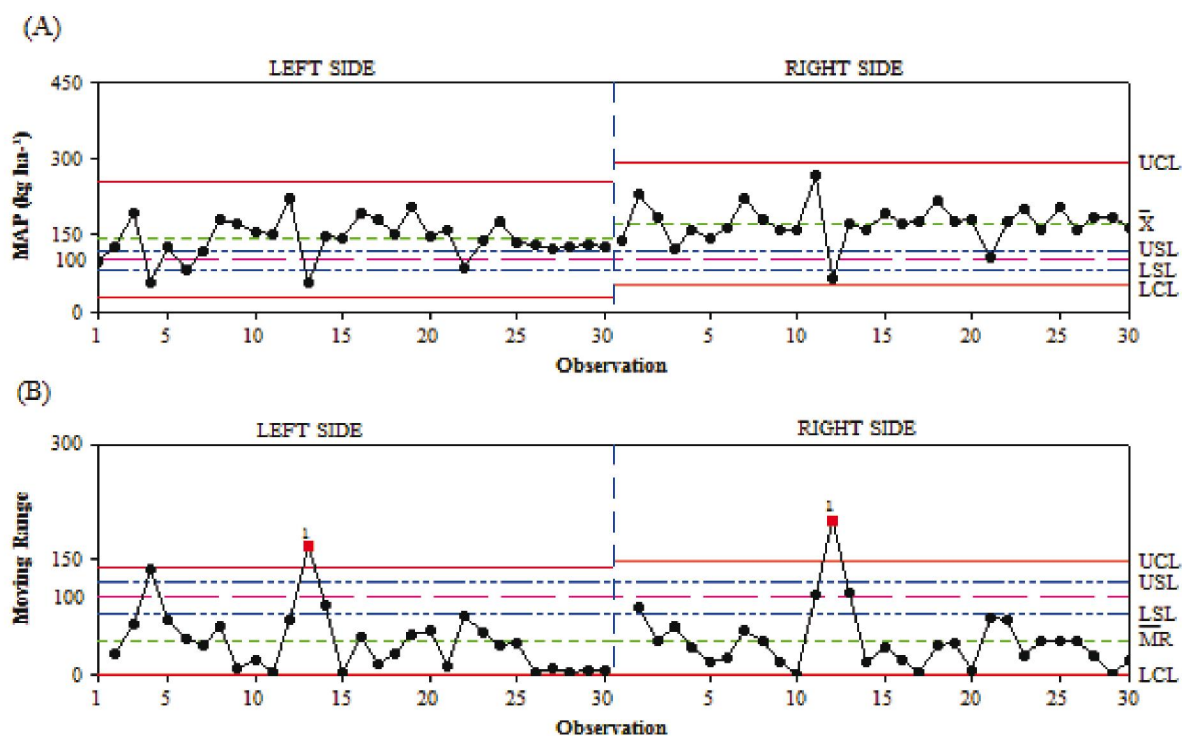 (A)
LEFT SIDE RIGHT SIDE
450
300
150
100
0
MAP (kg ha⁻¹)
UCL
X̅
USL
LSL
LCL
1 5 10 15 20 25 30 5 10 15 20 25 30
Observation
(B)
LEFT SIDE RIGHT SIDE
300
150
100
0
Moving Range
1 1
UCL
USL
LSL
M̅R̅
LCL
1 5 10 15 20 25 30 5 10 15 20 25 30
Observation